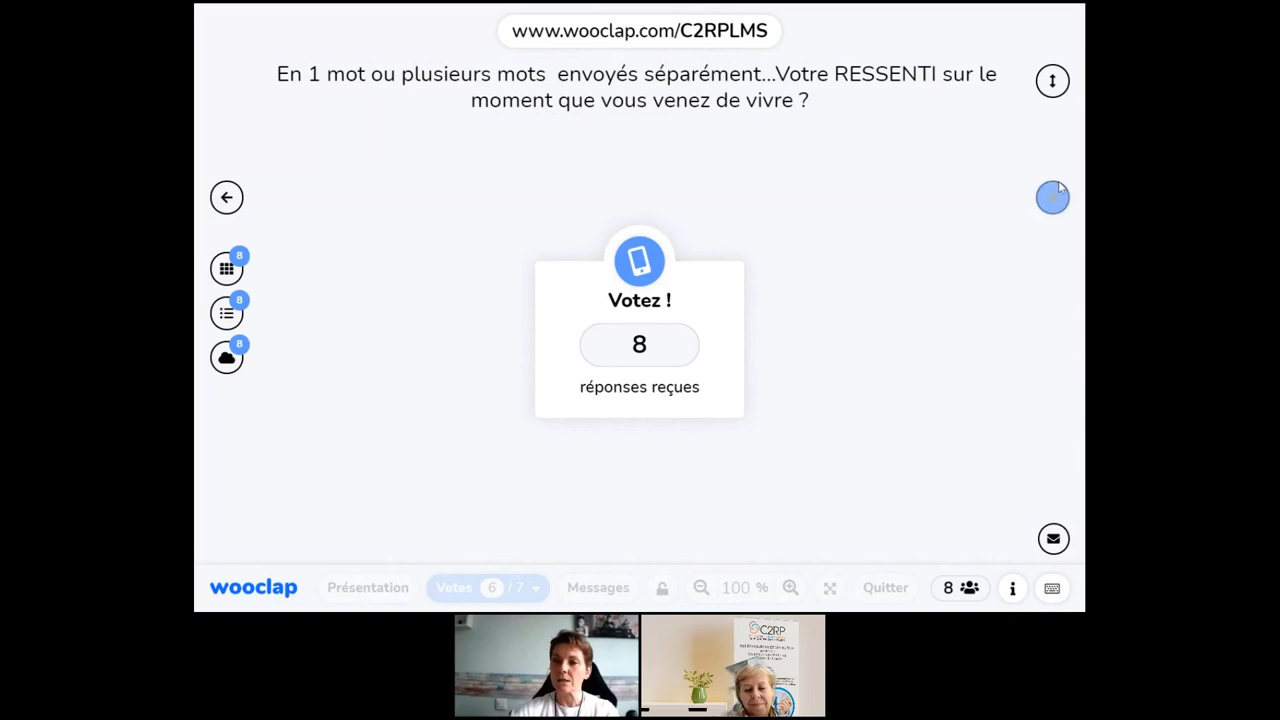 www.wooclap.com/C2RPLMS
En 1 mot ou plusieurs mots envoyés séparément...Votre RESSENTI sur le
moment que vous venez de vivre ?
8
8
8
Votez !
8
réponses reçues
wooclap
Présentation
Votes 6 / 7
Messages
100 %
Quitter
8
i
C2RP